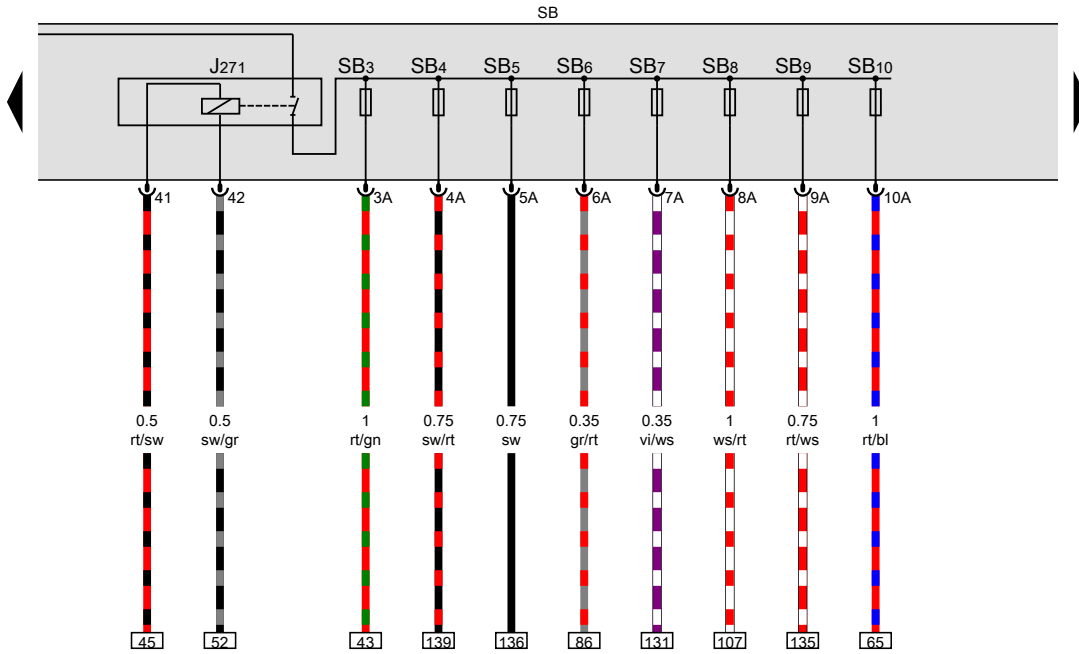 SB
J271 SB3 SB4 SB5 SB6 SB7 SB8 SB9 SB10
41 42 3A 4A 5A 6A 7A 8A 9A 10A
0.5 0.5 1 0.75 0.75 0.35 0.35 1 0.75 1
rt/sw sw/gr rt/gn sw/rt sw gr/rt vi/ws ws/rt rt/ws rt/bl
45 52 43 139 136 86 131 107 135 65